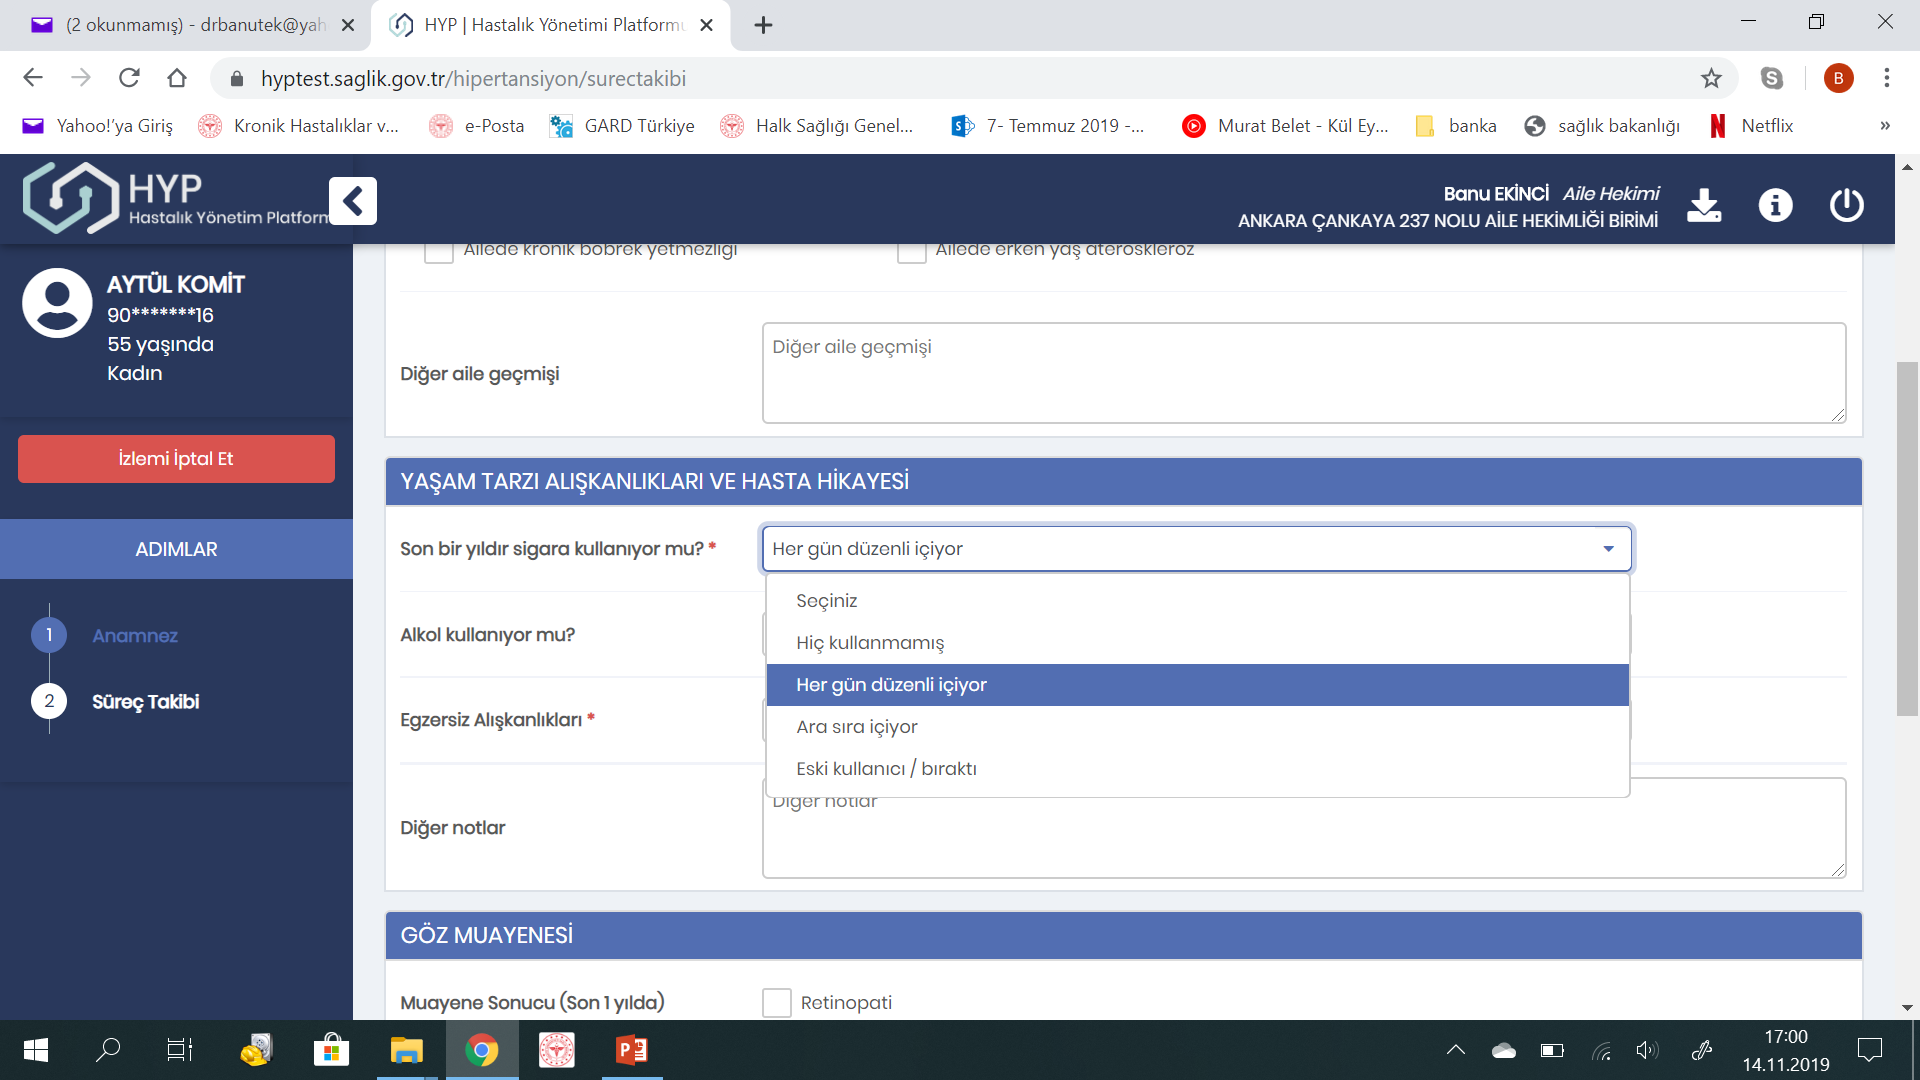 (2 okunmamış) - drbanutek@yah
HYP | Hastalık Yönetimi Platformu
hyptest.saglik.gov.tr/hipertansiyon/surectakibi
B
Yahoo!'ya Giriş
Kronik Hastalıklar v...
e-Posta
GARD Türkiye
Halk Sağlığı Genel...
7- Temmuz 2019 -...
Murat Belet - Kül Ey...
banka
sağlık bakanlığı
Netflix
»
HYP
Hastalık Yönetim Platform
Banu EKİNCİ Aile Hekimi
ANKARA ÇANKAYA 237 NOLU AİLE HEKİMLİĞİ BİRİMİ
AYTÜL KOMİT
90*******16
55 yaşında
Kadın
İzlemi İptal Et
ADIMLAR
1 Anamnez
2 Süreç Takibi
Ailede kronik böbrek yetmezliği
Ailede erken yaş ateroskleroz
Diğer aile geçmişi
Diğer aile geçmişi
YAŞAM TARZI ALIŞKANLIKLARI VE HASTA HİKAYESİ
Son bir yıldır sigara kullanıyor mu? *
Her gün düzenli içiyor
Seçiniz
Hiç kullanmamış
Her gün düzenli içiyor
Ara sıra içiyor
Eski kullanıcı / bıraktı
Alkol kullanıyor mu?
Egzersiz Alışkanlıkları *
Diğer notlar
Diğer notlar
GÖZ MUAYENESİ
Muayene Sonucu (Son 1 yılda)
Retinopati
17:00
14.11.2019